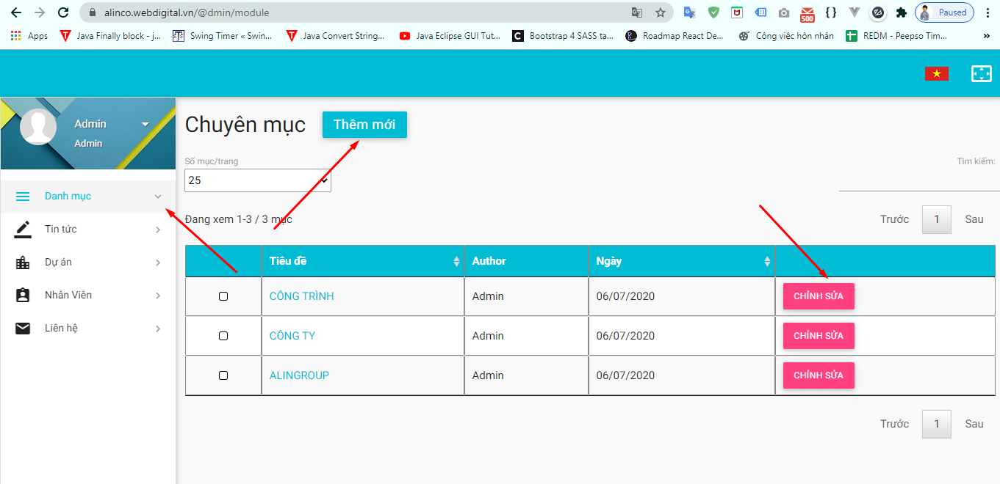 alinco.webdigital.vn/@dmin/module
500
Paused
Apps
Java Finally block - j...
Swing Timer « Swin...
Java Convert String...
Java Eclipse GUI Tut...
Bootstrap 4 SASS ta...
Roadmap React De...
Công việc hôn nhân
REDM - Peepso Tim...
»
Admin
Admin
Chuyên mục
Thêm mới
Số mục/trang
Tìm kiếm:
25
Danh mục
Tin tức
Dự án
Nhân Viên
Liên hệ
Đang xem 1-3 / 3 mục
Trước 1 Sau
Tiêu đề Author Ngày
CÔNG TRÌNH Admin 06/07/2020 CHỈNH SỬA
CÔNG TY Admin 06/07/2020 CHỈNH SỬA
ALINGROUP Admin 06/07/2020 CHỈNH SỬA
Trước 1 Sau